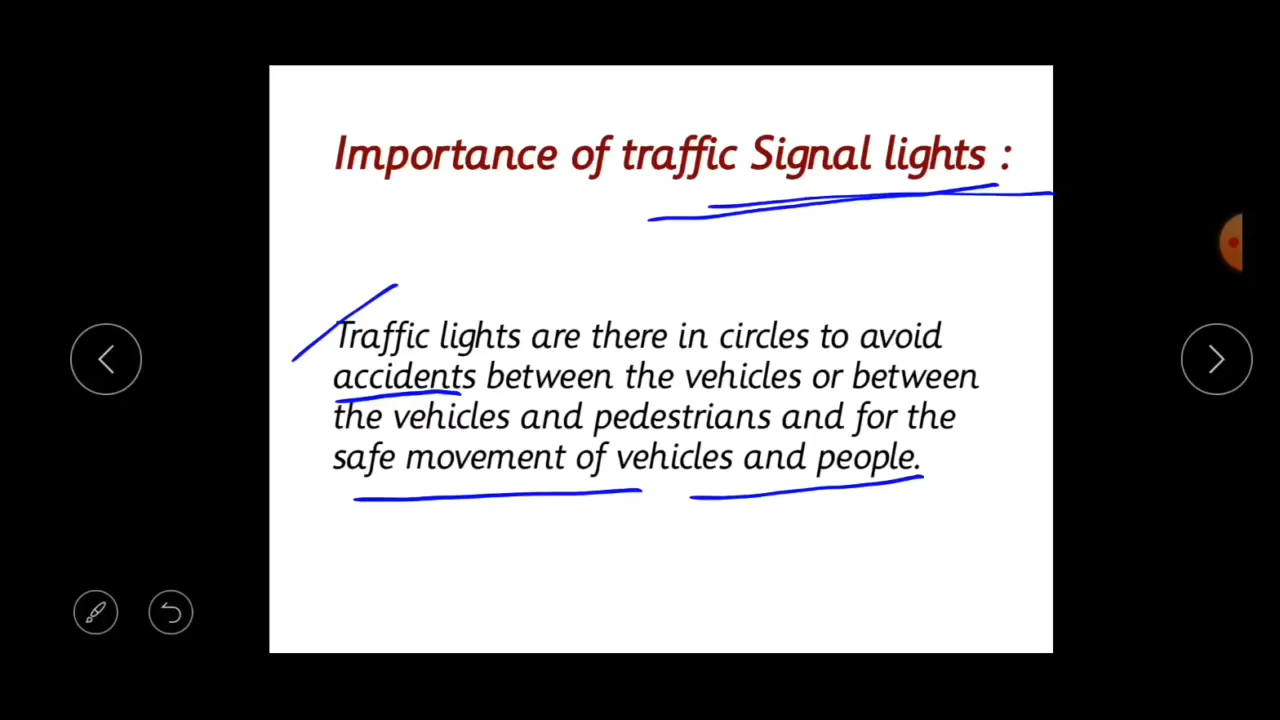 Importance of traffic Signal lights :
Traffic lights are there in circles to avoid
accidents between the vehicles or between
the vehicles and pedestrians and for the
safe movement of vehicles and people.